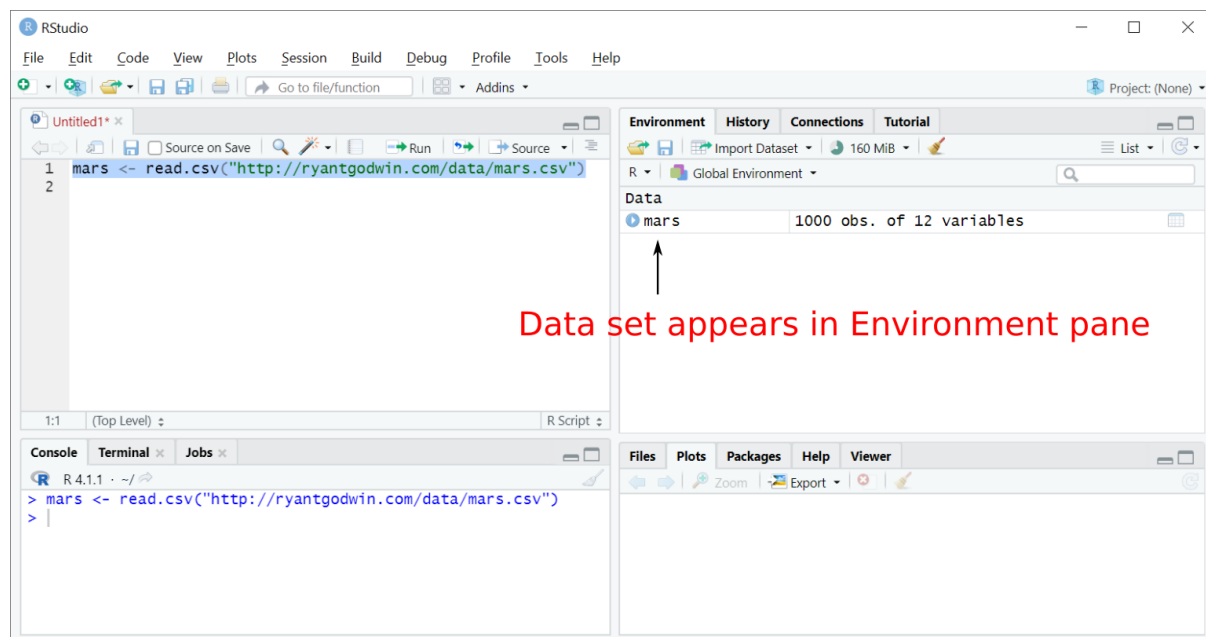 RStudio
File Edit Code View Plots Session Build Debug Profile Tools Help
Go to file/function Addins Project: (None)
Untitled1*
Source on Save Run Source
1 mars <- read.csv("http://ryantgodwin.com/data/mars.csv")
2
1:1 (Top Level) R Script
Environment History Connections Tutorial
Import Dataset 160 MiB List
R Global Environment
Data
mars 1000 obs. of 12 variables
Data set appears in Environment pane
Console Terminal Jobs
R 4.1.1 · ~/
> mars <- read.csv("http://ryantgodwin.com/data/mars.csv")
>
Files Plots Packages Help Viewer
Zoom Export